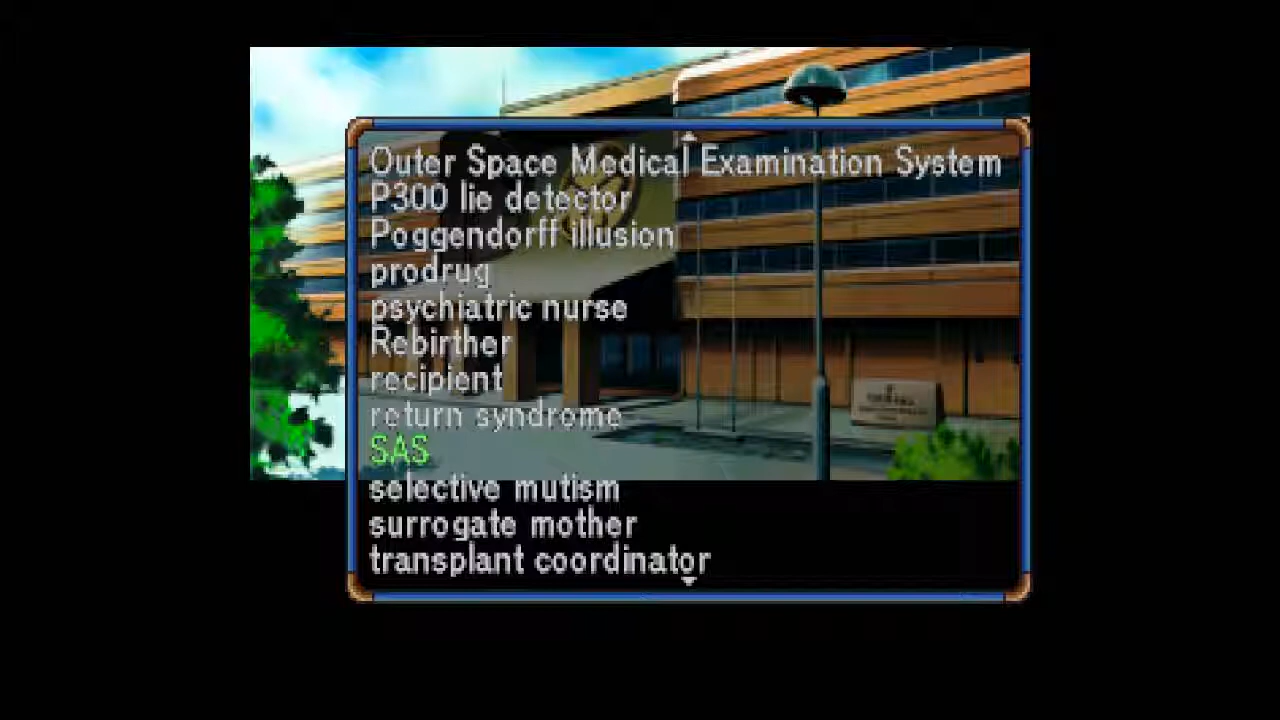 Outer Space Medical Examination System
P300 lie detector
Poggendorff illusion
prodrug
psychiatric nurse
Rebirther
recipient
return syndrome
SAS
selective mutism
surrogate mother
transplant coordinator